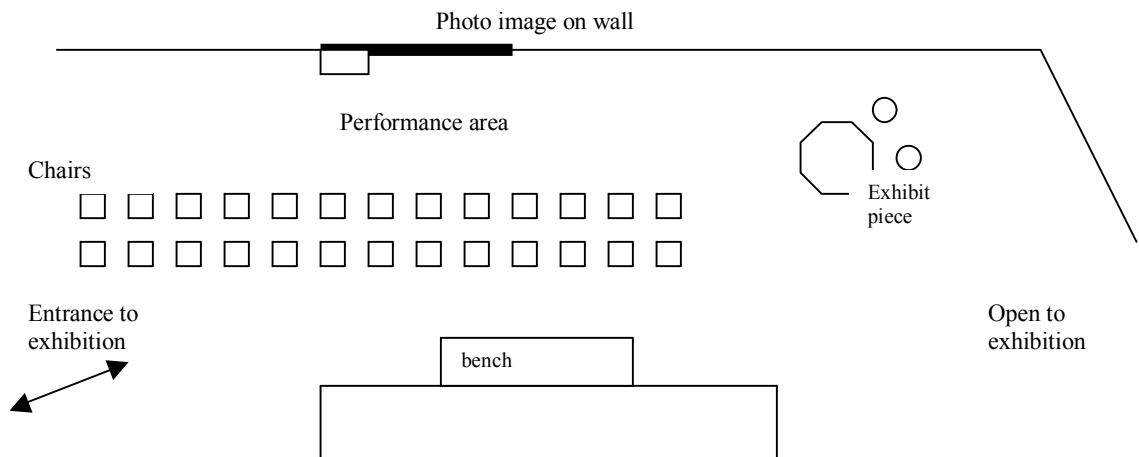 Photo image on wall
Performance area
Chairs
Exhibit
piece
Entrance to
exhibition
Open to
exhibition
bench